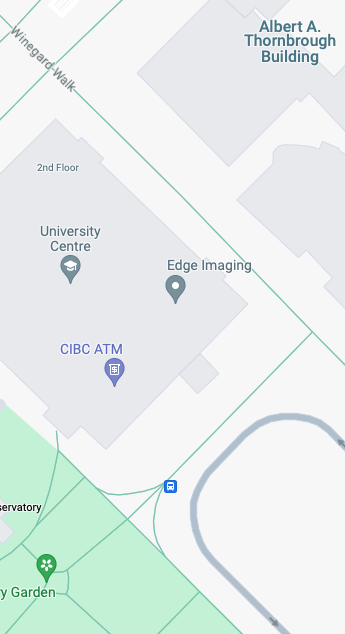 Albert A.
Thornbrough
Building
Winegard Walk
2nd Floor
University
Centre
Edge Imaging
CIBC ATM
servatory
y Garden